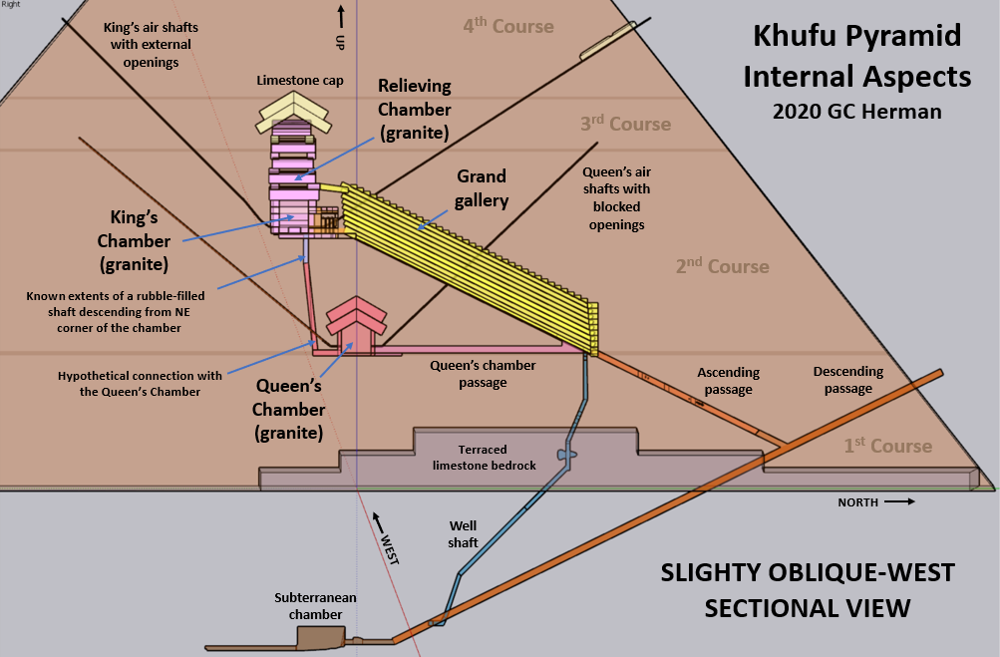 Right
King's air shafts
with external
openings
UP
4th Course
Khufu Pyramid
Internal Aspects
2020 GC Herman
Limestone cap
Relieving
Chamber
(granite)
3rd Course
Grand
gallery
Queen's air
shafts with
blocked
openings
King's
Chamber
(granite)
2nd Course
Known extents of a rubble-filled
shaft descending from NE
corner of the chamber
Hypothetical connection with
the Queen's Chamber
Queen's
Chamber
(granite)
Queen's chamber
passage
Ascending
passage
Descending
passage
1st Course
Terraced
limestone bedrock
NORTH
WEST
Well
shaft
SLIGHTY OBLIQUE-WEST
SECTIONAL VIEW
Subterranean
chamber